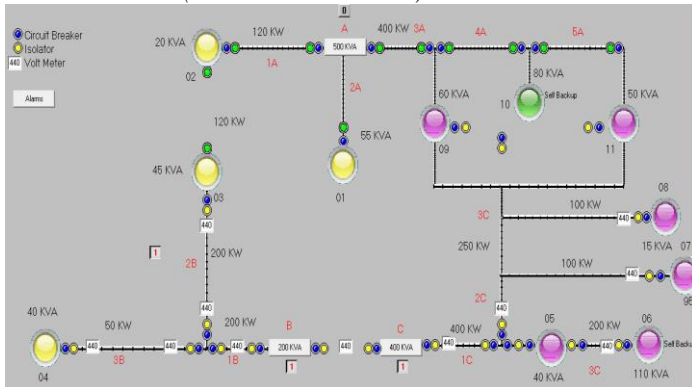 0
120 KW
A
400 KW
3A
4A
5A
Circuit Breaker
Isolator
440 Volt Meter
20 KVA
500 KVA
02
1A
2A
60 KVA
80 KVA
50 KVA
Alarms
10
Self Backup
120 KW
55 KVA
09
11
45 KVA
01
03
08
100 KW
440
440
3C
15 KVA
07
1
200 KW
250 KW
2B
100 KW
440
40 KVA
440
2C
440
50 KW
200 KW
B
C
400 KW
05
200 KW
06
440
440
440
200 KVA
440
400 KVA
440
Self Backup
04
3B
1B
1
1
1C
40 KVA
3C
110 KVA